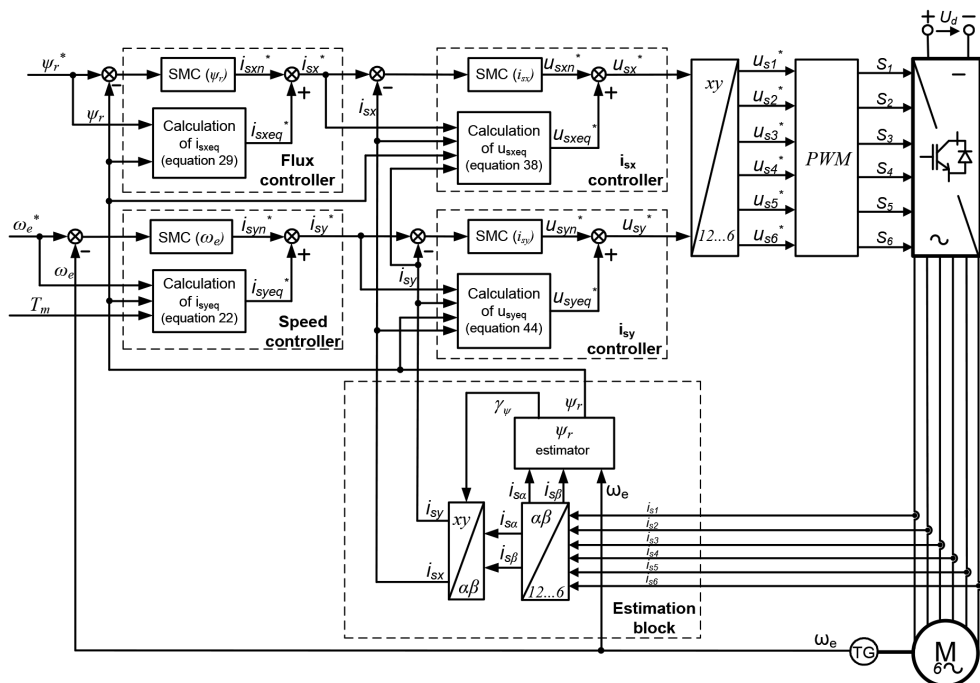 + U_d −
ψ_r* SMC (ψ_r) i_sxn* i_sx* SMC (i_sx) u_sxn* u_sx* xy u_s1* S_1
− + − + −
ψ_r Calculation of i_sxeq (equation 29) i_sxeq* i_sx Calculation of u_sxeq (equation 38) u_sxeq* u_s2* S_2
u_s3* PWM S_3
Flux controller i_sx controller u_s4* S_4
ω_e* SMC (ω_e) i_syn* i_sy* SMC (i_sy) u_syn* u_sy* u_s5* S_5
− + − +
12...6 u_s6* S_6
ω_e Calculation of i_syeq (equation 22) i_syeq* i_sy Calculation of u_syeq (equation 44) u_syeq*
T_m
Speed controller i_sy controller
γ_ψ ψ_r
ψ_r
estimator
i_sα i_sβ ω_e
i_sy xy i_sα αβ i_s1
i_s2
i_s3
i_sx αβ i_sβ 12...6 i_s4
i_s5
i_s6
Estimation
block
ω_e TG M
6~